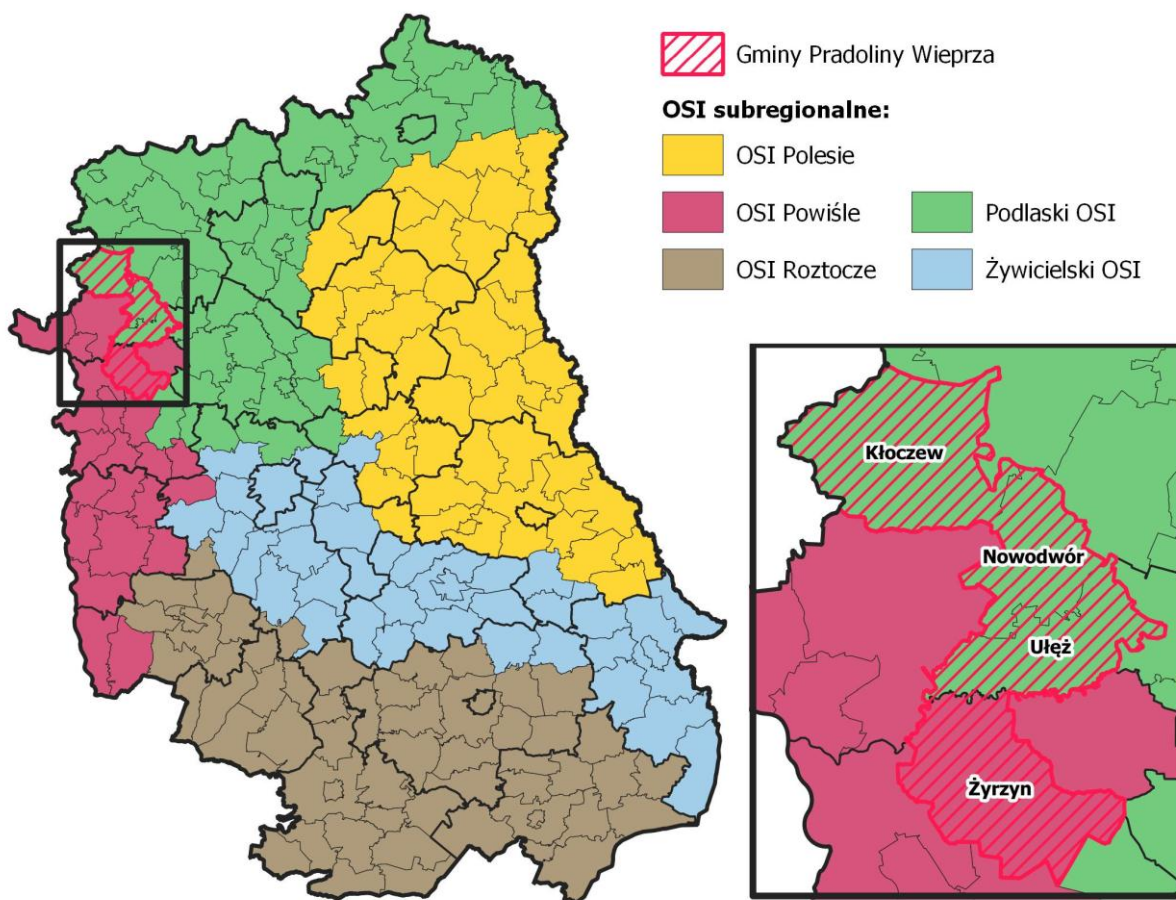 Gminy Pradoliny Wieprza
OSI subregionalne:
OSI Polesie
OSI Powiśle
Podlaski OSI
OSI Roztocze
Żywicielski OSI
Kłoczew
Nowodwór
Ułęż
Żyrzyn